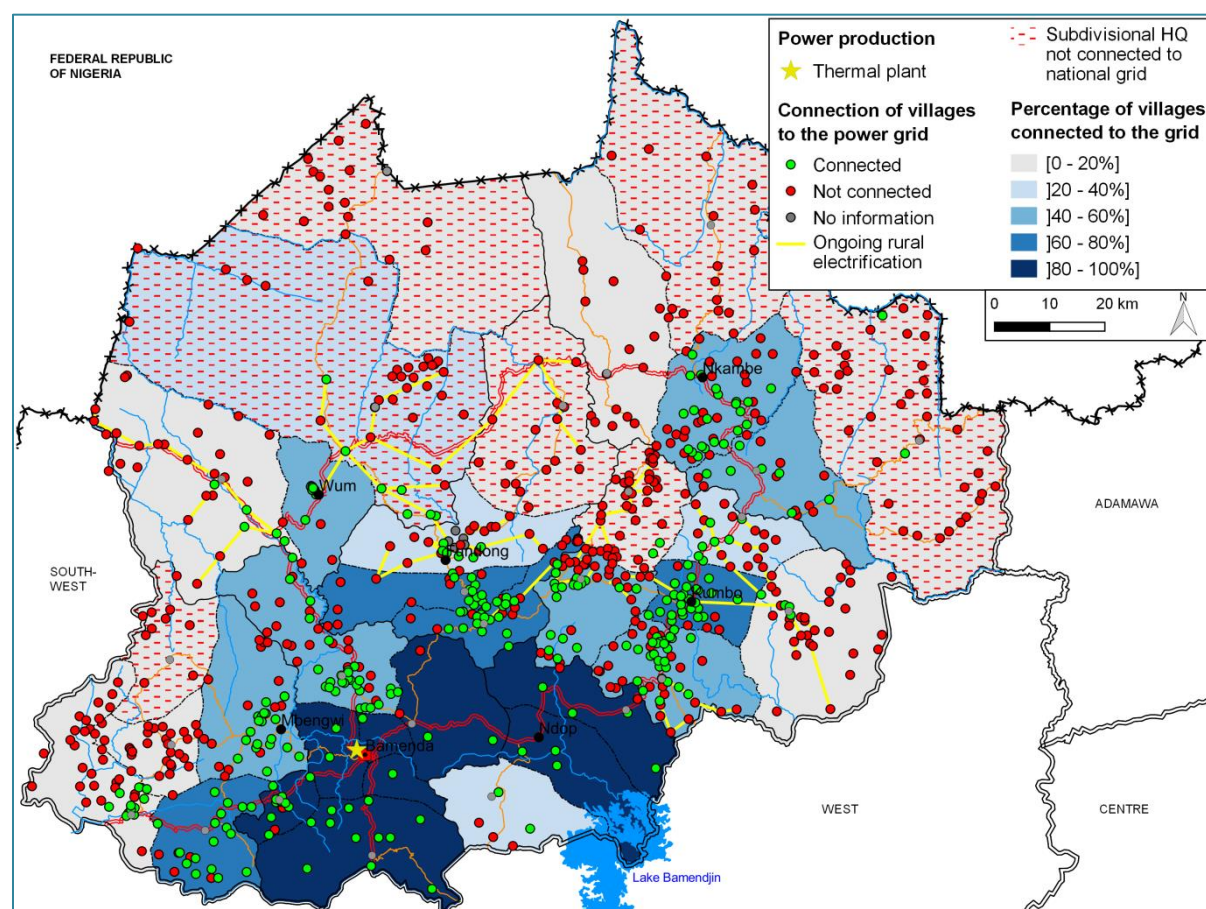 FEDERAL REPUBLIC
OF NIGERIA
Power production
Thermal plant
Connection of villages
to the power grid
Connected
Not connected
No information
Ongoing rural
electrification
Subdivisional HQ
not connected to
national grid
Percentage of villages
connected to the grid
[0 - 20%]
]20 - 40%]
]40 - 60%]
]60 - 80%]
]80 - 100%]
0 10 20 km
N
Nkambe
Wum
ADAMAWA
Fundong
SOUTH-
WEST
Kumbo
Mbengwi
Ndop
Bamenda
WEST
CENTRE
Lake Bamendjin